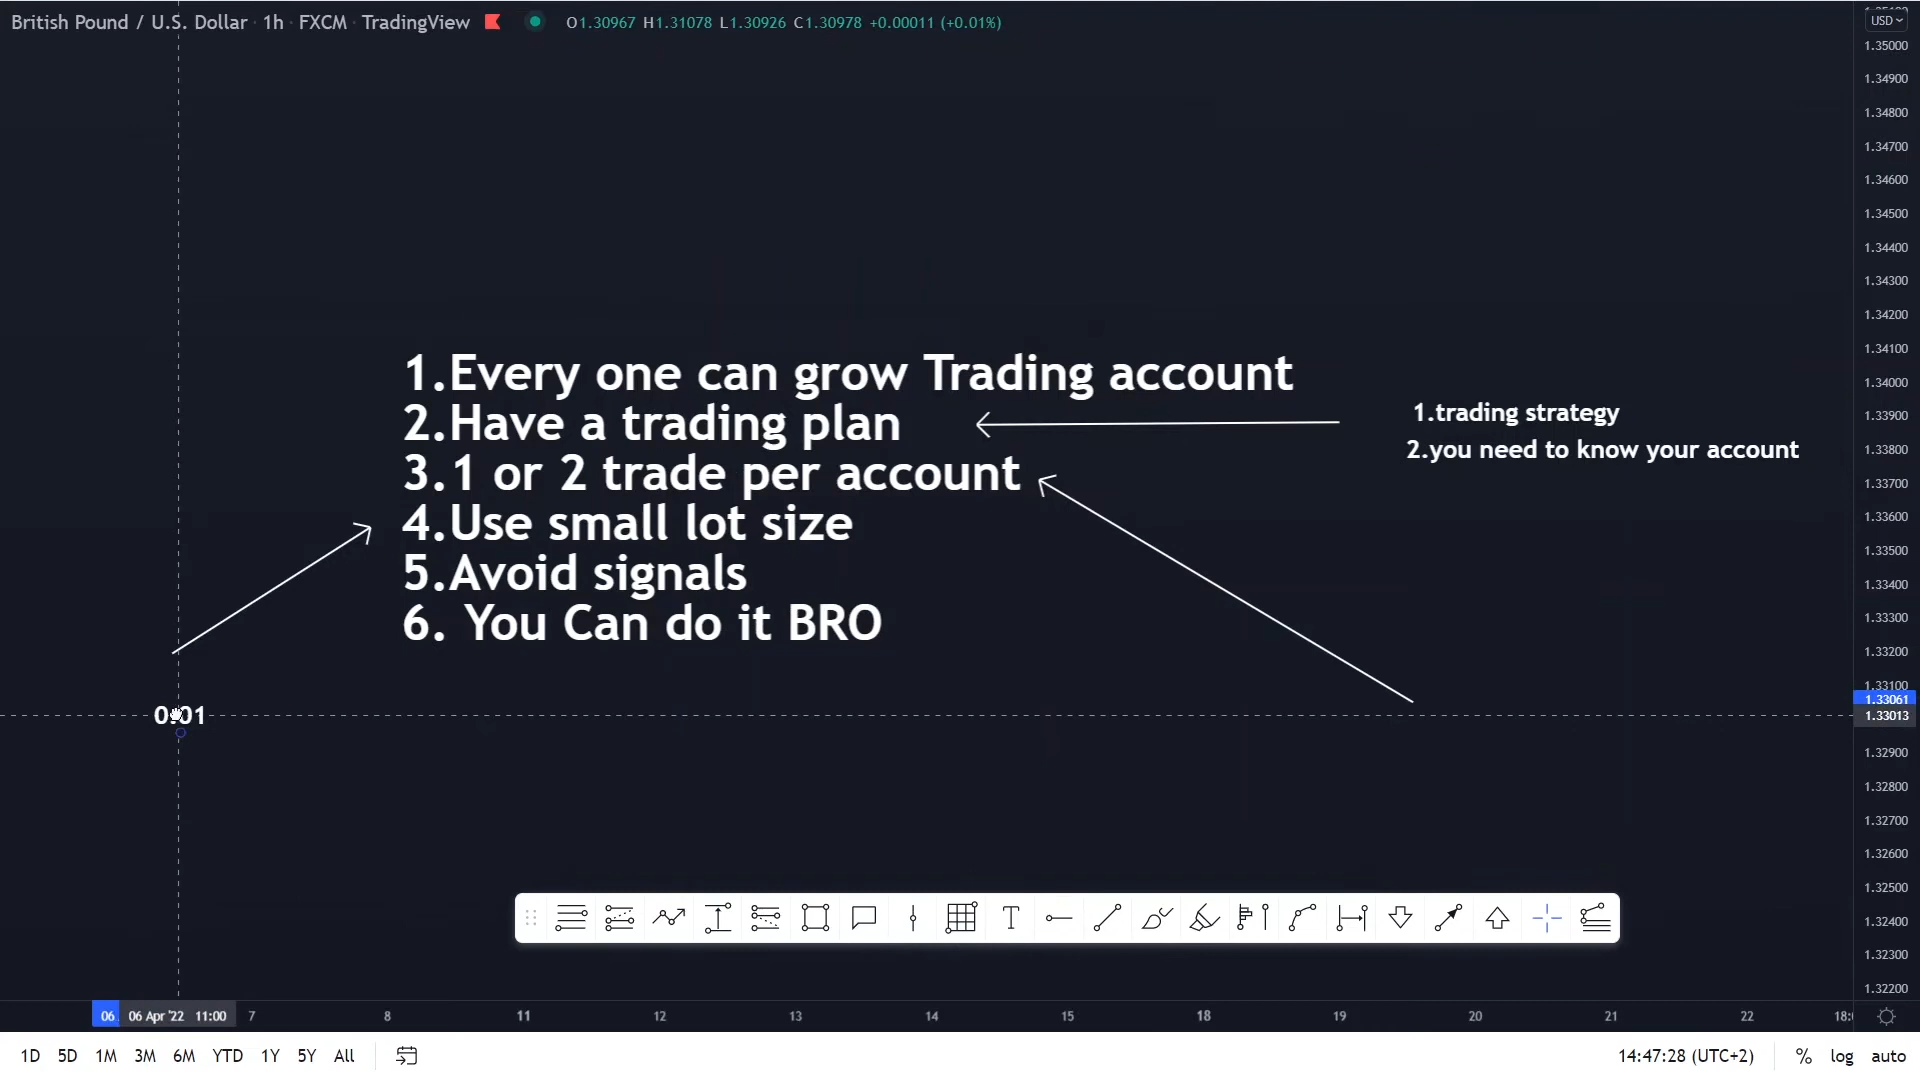 British Pound / U.S. Dollar · 1h · FXCM · TradingView
O1.30967 H1.31078 L1.30926 C1.30978 +0.00011 (+0.01%)
USD
1.35000
1.34900
1.34800
1.34700
1.34600
1.34500
1.34400
1.34300
1.34200
1.34100
1.34000
1.33900
1.33800
1.33700
1.33600
1.33500
1.33400
1.33300
1.33200
1.33100
1.33061
1.33013
1.32900
1.32800
1.32700
1.32600
1.32500
1.32400
1.32300
1.32200
1.Every one can grow Trading account
2.Have a trading plan
3.1 or 2 trade per account
4.Use small lot size
5.Avoid signals
6. You Can do it BRO
1.trading strategy
2.you need to know your account
0.01
06 06 Apr '22 11:00 7 8 11 12 13 14 15 18 19 20 21 22
1D 5D 1M 3M 6M YTD 1Y 5Y All
14:47:28 (UTC+2) % log auto